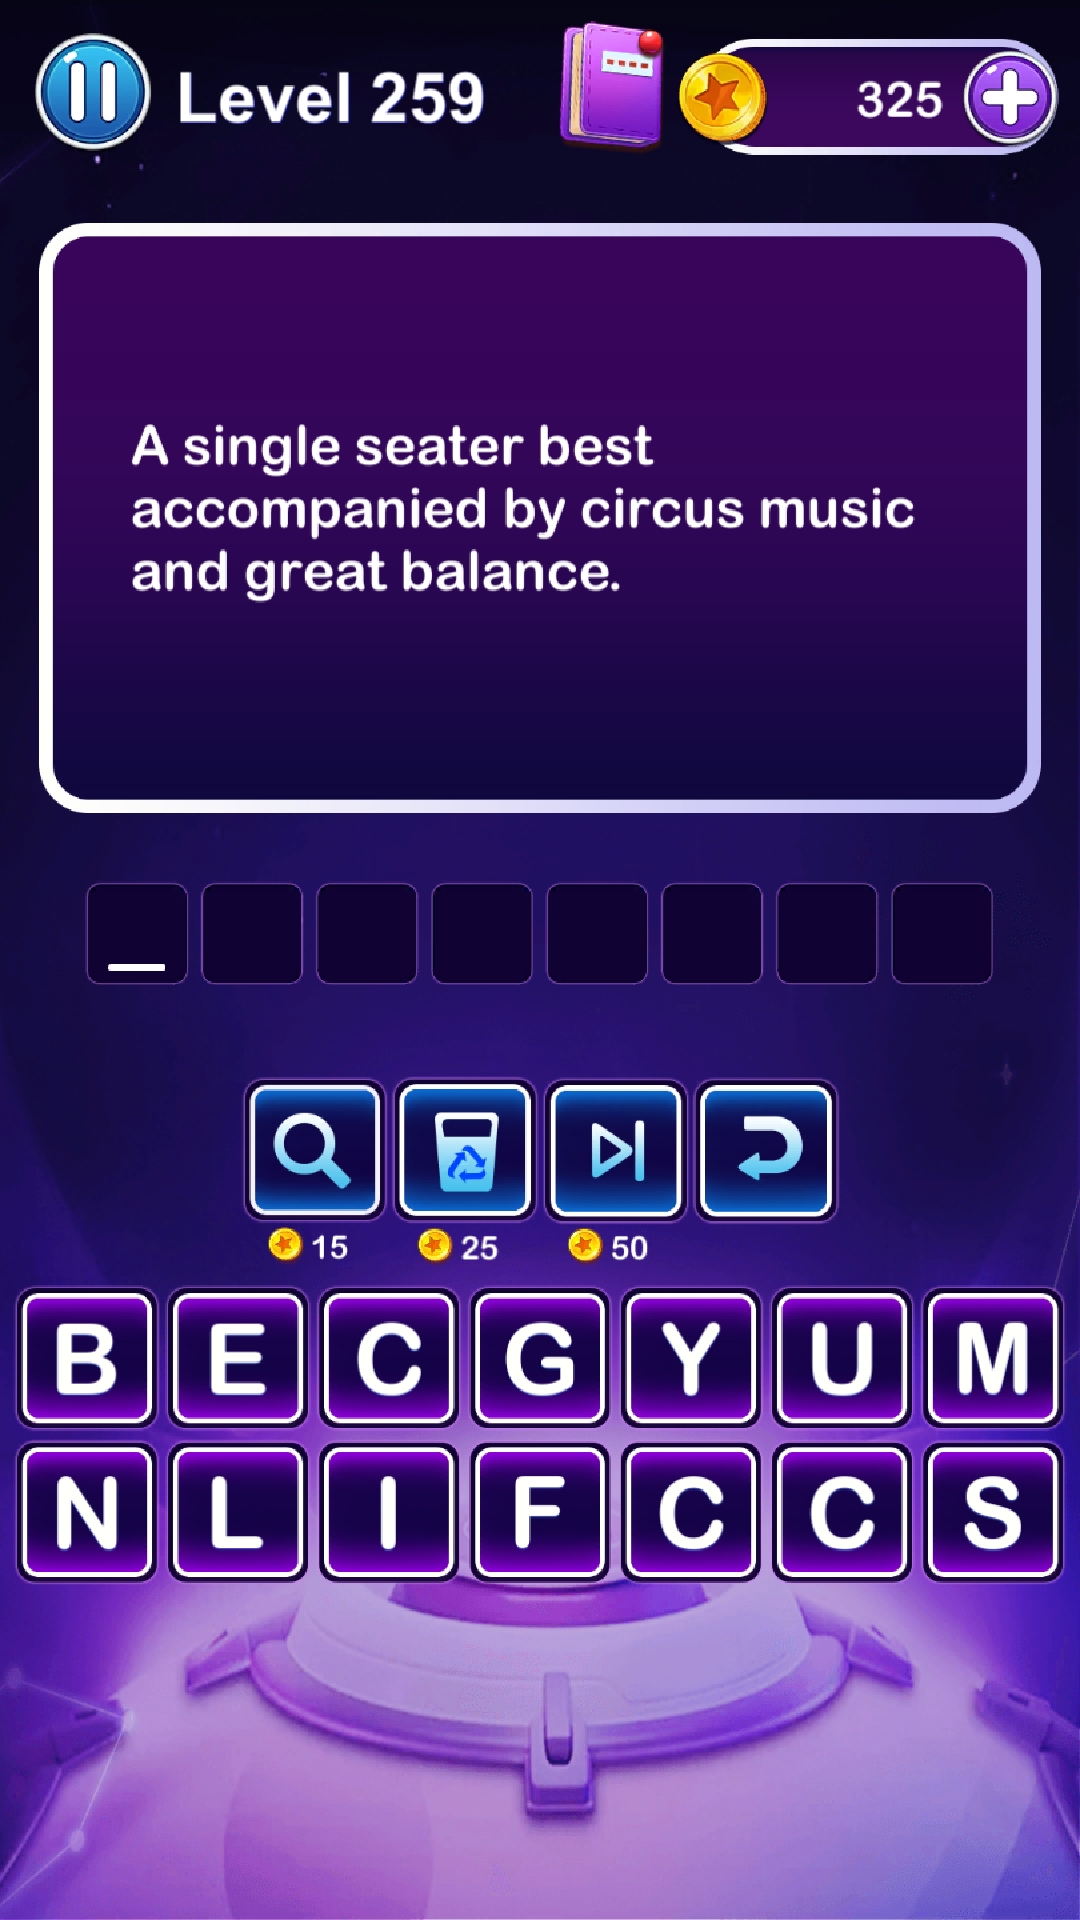 Level 259
325
A single seater best
accompanied by circus music
and great balance.
15 25 50
B E C G Y U M
N L I F C C S